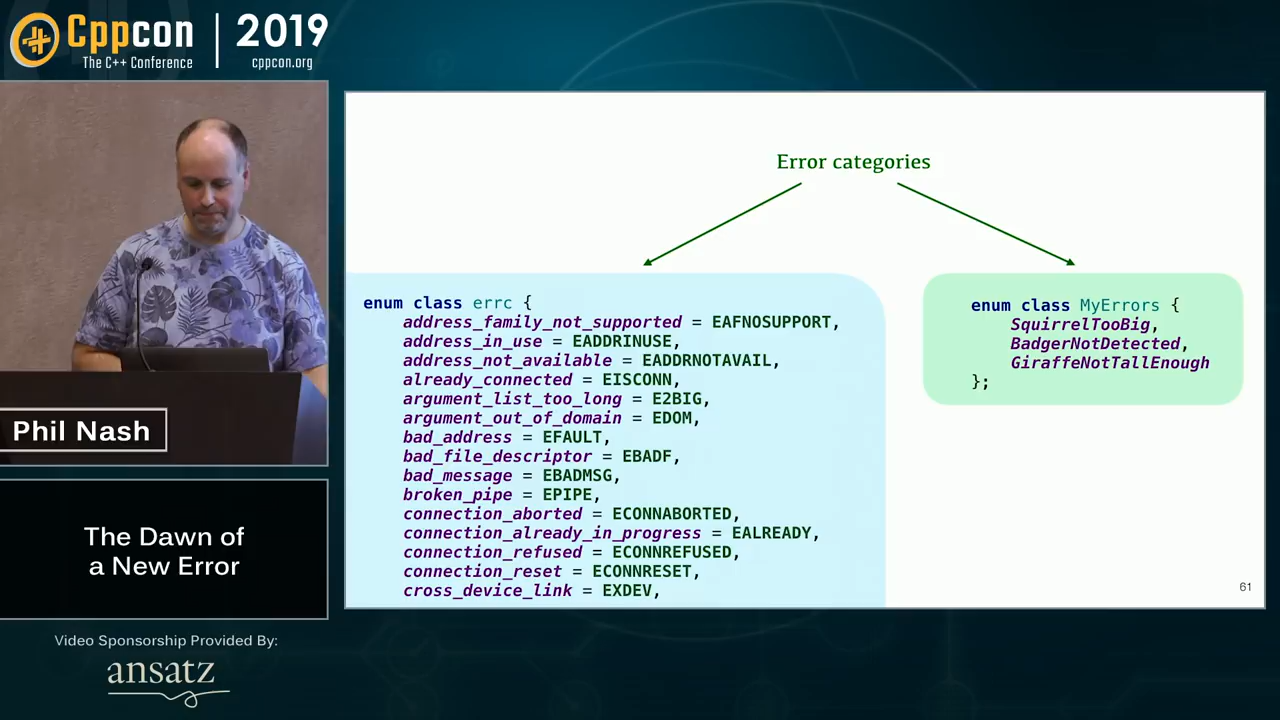 Cppcon
The C++ Conference
2019
cppcon.org
Phil Nash
The Dawn of
a New Error
Video Sponsorship Provided By:
ansatz
Error categories
enum class errc {
address_family_not_supported = EAFNOSUPPORT,
address_in_use = EADDRINUSE,
address_not_available = EADDRNOTAVAIL,
already_connected = EISCONN,
argument_list_too_long = E2BIG,
argument_out_of_domain = EDOM,
bad_address = EFAULT,
bad_file_descriptor = EBADF,
bad_message = EBADMSG,
broken_pipe = EPIPE,
connection_aborted = ECONNABORTED,
connection_already_in_progress = EALREADY,
connection_refused = ECONNREFUSED,
connection_reset = ECONNRESET,
cross_device_link = EXDEV,
enum class MyErrors {
SquirrelTooBig,
BadgerNotDetected,
GiraffeNotTallEnough
};
61